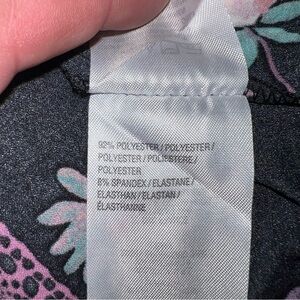 92% POLYESTER / POLYESTER /
POLYESTER / POLIESTERE /
POLYESTER
8% SPANDEX / ELASTANE /
ELASTHAN / ELASTAN /
ÉLASTHANNE